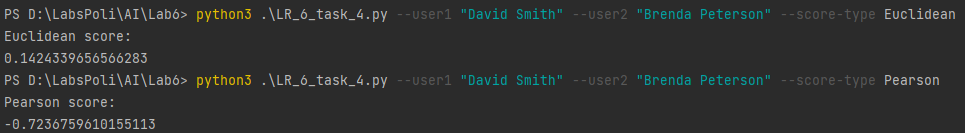 PS D:\LabsPoli\AI\Lab6> python3 .\LR_6_task_4.py --user1 "David Smith" --user2 "Brenda Peterson" --score-type Euclidean
Euclidean score:
0.1424339656566283
PS D:\LabsPoli\AI\Lab6> python3 .\LR_6_task_4.py --user1 "David Smith" --user2 "Brenda Peterson" --score-type Pearson
Pearson score:
-0.7236759610155113